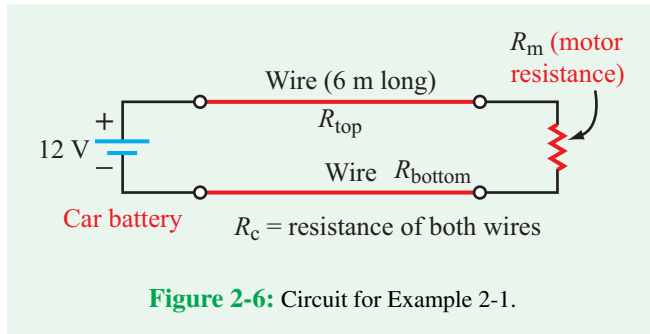 Rm (motor
resistance)
Wire (6 m long)
Rtop
+
12 V
−
Wire Rbottom
Car battery
Rc = resistance of both wires
Figure 2-6: Circuit for Example 2-1.